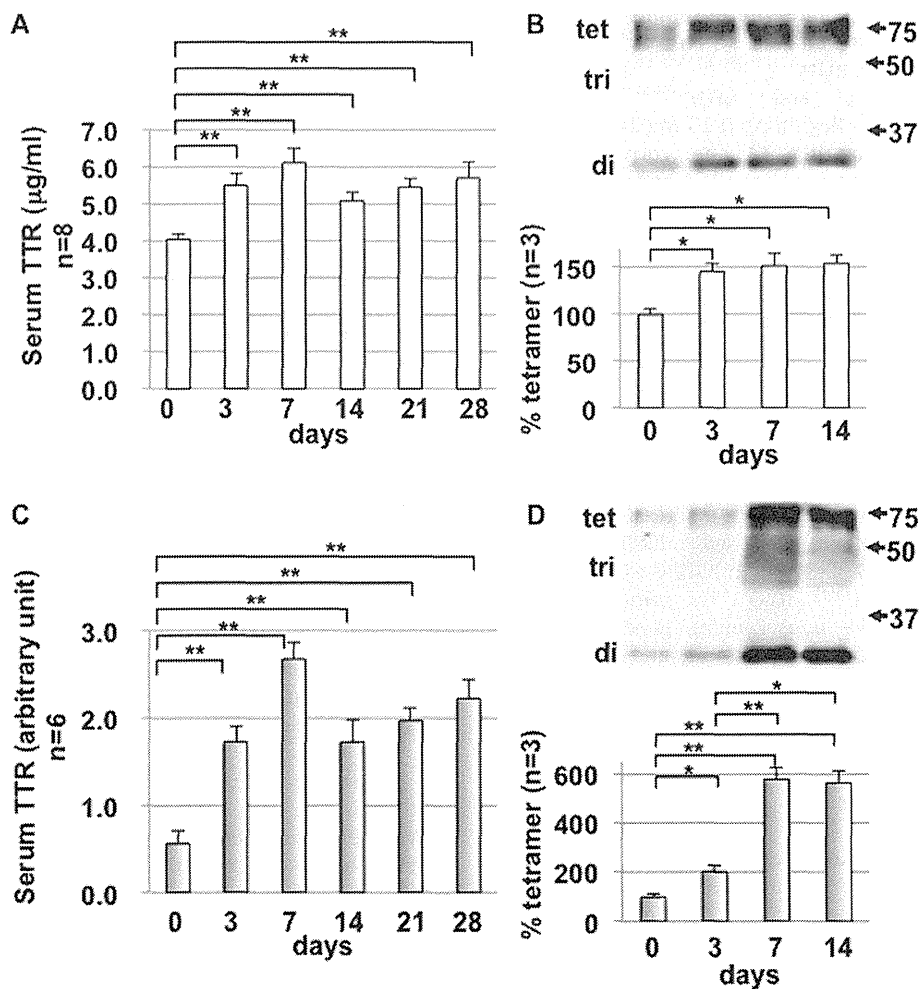 A
**
**
**
**
**
7.0
6.0
5.0
4.0
3.0
2.0
1.0
0.0
Serum TTR (µg/ml)
n=8
0 3 7 14 21 28
days
B
tet
tri
di
75
50
37
*
*
*
150
100
50
0
% tetramer (n=3)
0 3 7 14
days
C
**
**
**
**
**
3.0
2.0
1.0
0.0
Serum TTR (arbitrary unit)
n=6
0 3 7 14 21 28
days
D
tet
tri
di
75
50
37
*
**
**
**
*
600
400
200
0
% tetramer (n=3)
0 3 7 14
days